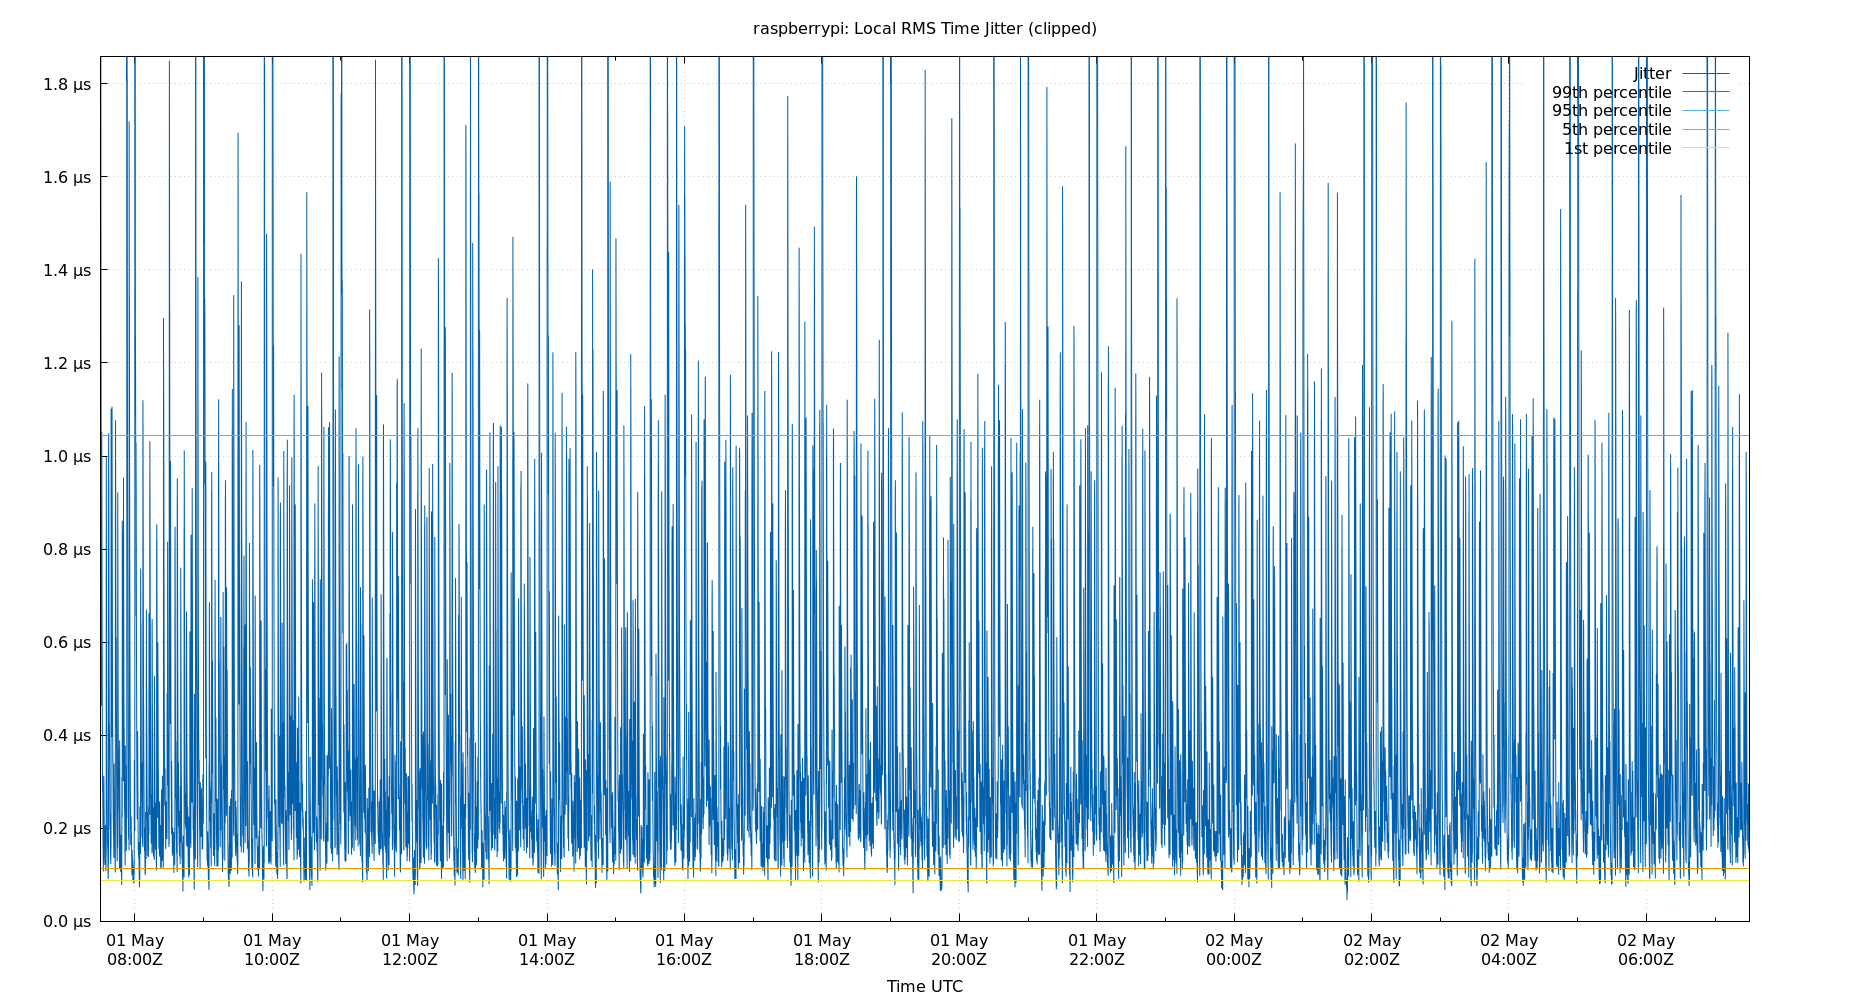 raspberrypi: Local RMS Time Jitter (clipped)
Jitter
99th percentile
95th percentile
5th percentile
1st percentile
1.8 µs
1.6 µs
1.4 µs
1.2 µs
1.0 µs
0.8 µs
0.6 µs
0.4 µs
0.2 µs
0.0 µs
01 May 01 May 01 May 01 May 01 May 01 May 01 May 01 May 02 May 02 May 02 May 02 May
08:00Z 10:00Z 12:00Z 14:00Z 16:00Z 18:00Z 20:00Z 22:00Z 00:00Z 02:00Z 04:00Z 06:00Z
Time UTC